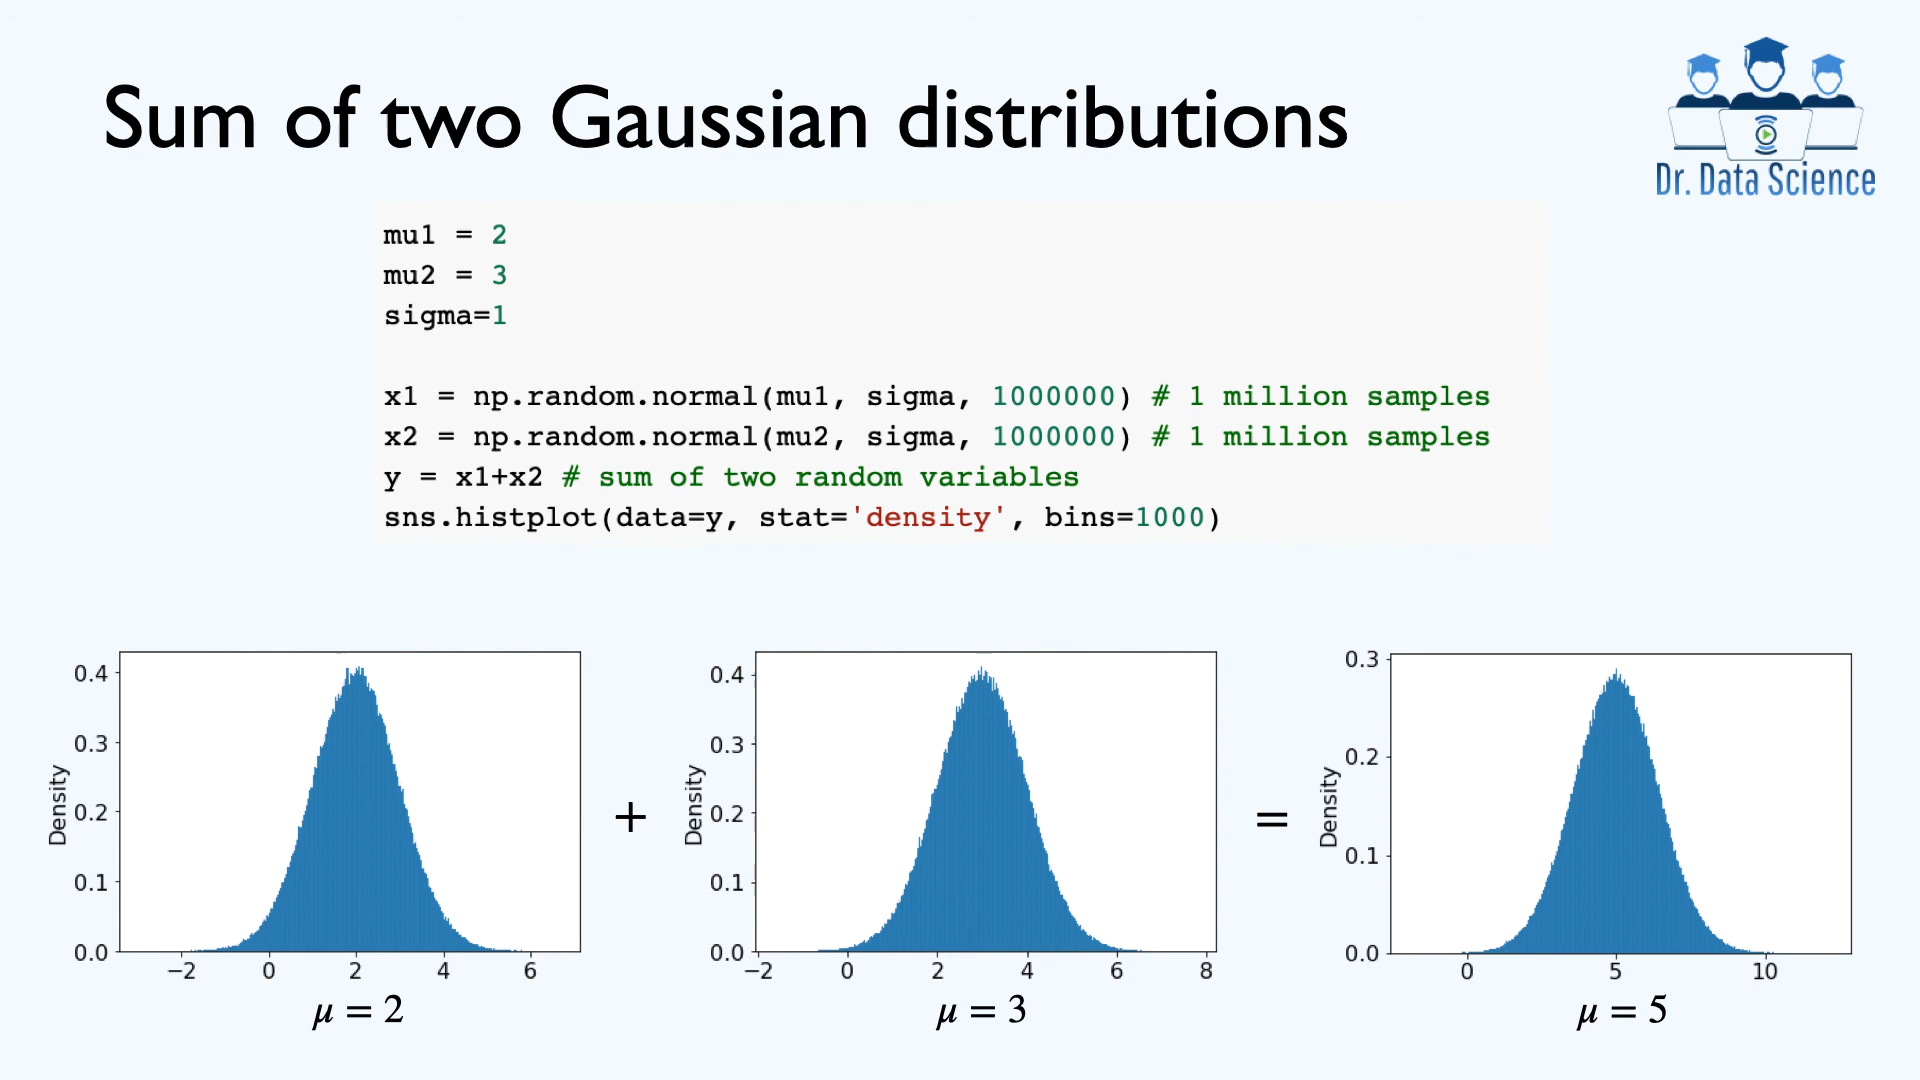 Sum of two Gaussian distributions
Dr. Data Science
mu1 = 2
mu2 = 3
sigma=1
x1 = np.random.normal(mu1, sigma, 1000000) # 1 million samples
x2 = np.random.normal(mu2, sigma, 1000000) # 1 million samples
y = x1+x2 # sum of two random variables
sns.histplot(data=y, stat='density', bins=1000)
Density
0.4
0.3
0.2
0.1
0.0
−2 0 2 4 6
μ = 2
+
Density
0.4
0.3
0.2
0.1
0.0
−2 0 2 4 6 8
μ = 3
=
Density
0.3
0.2
0.1
0.0
0 5 10
μ = 5